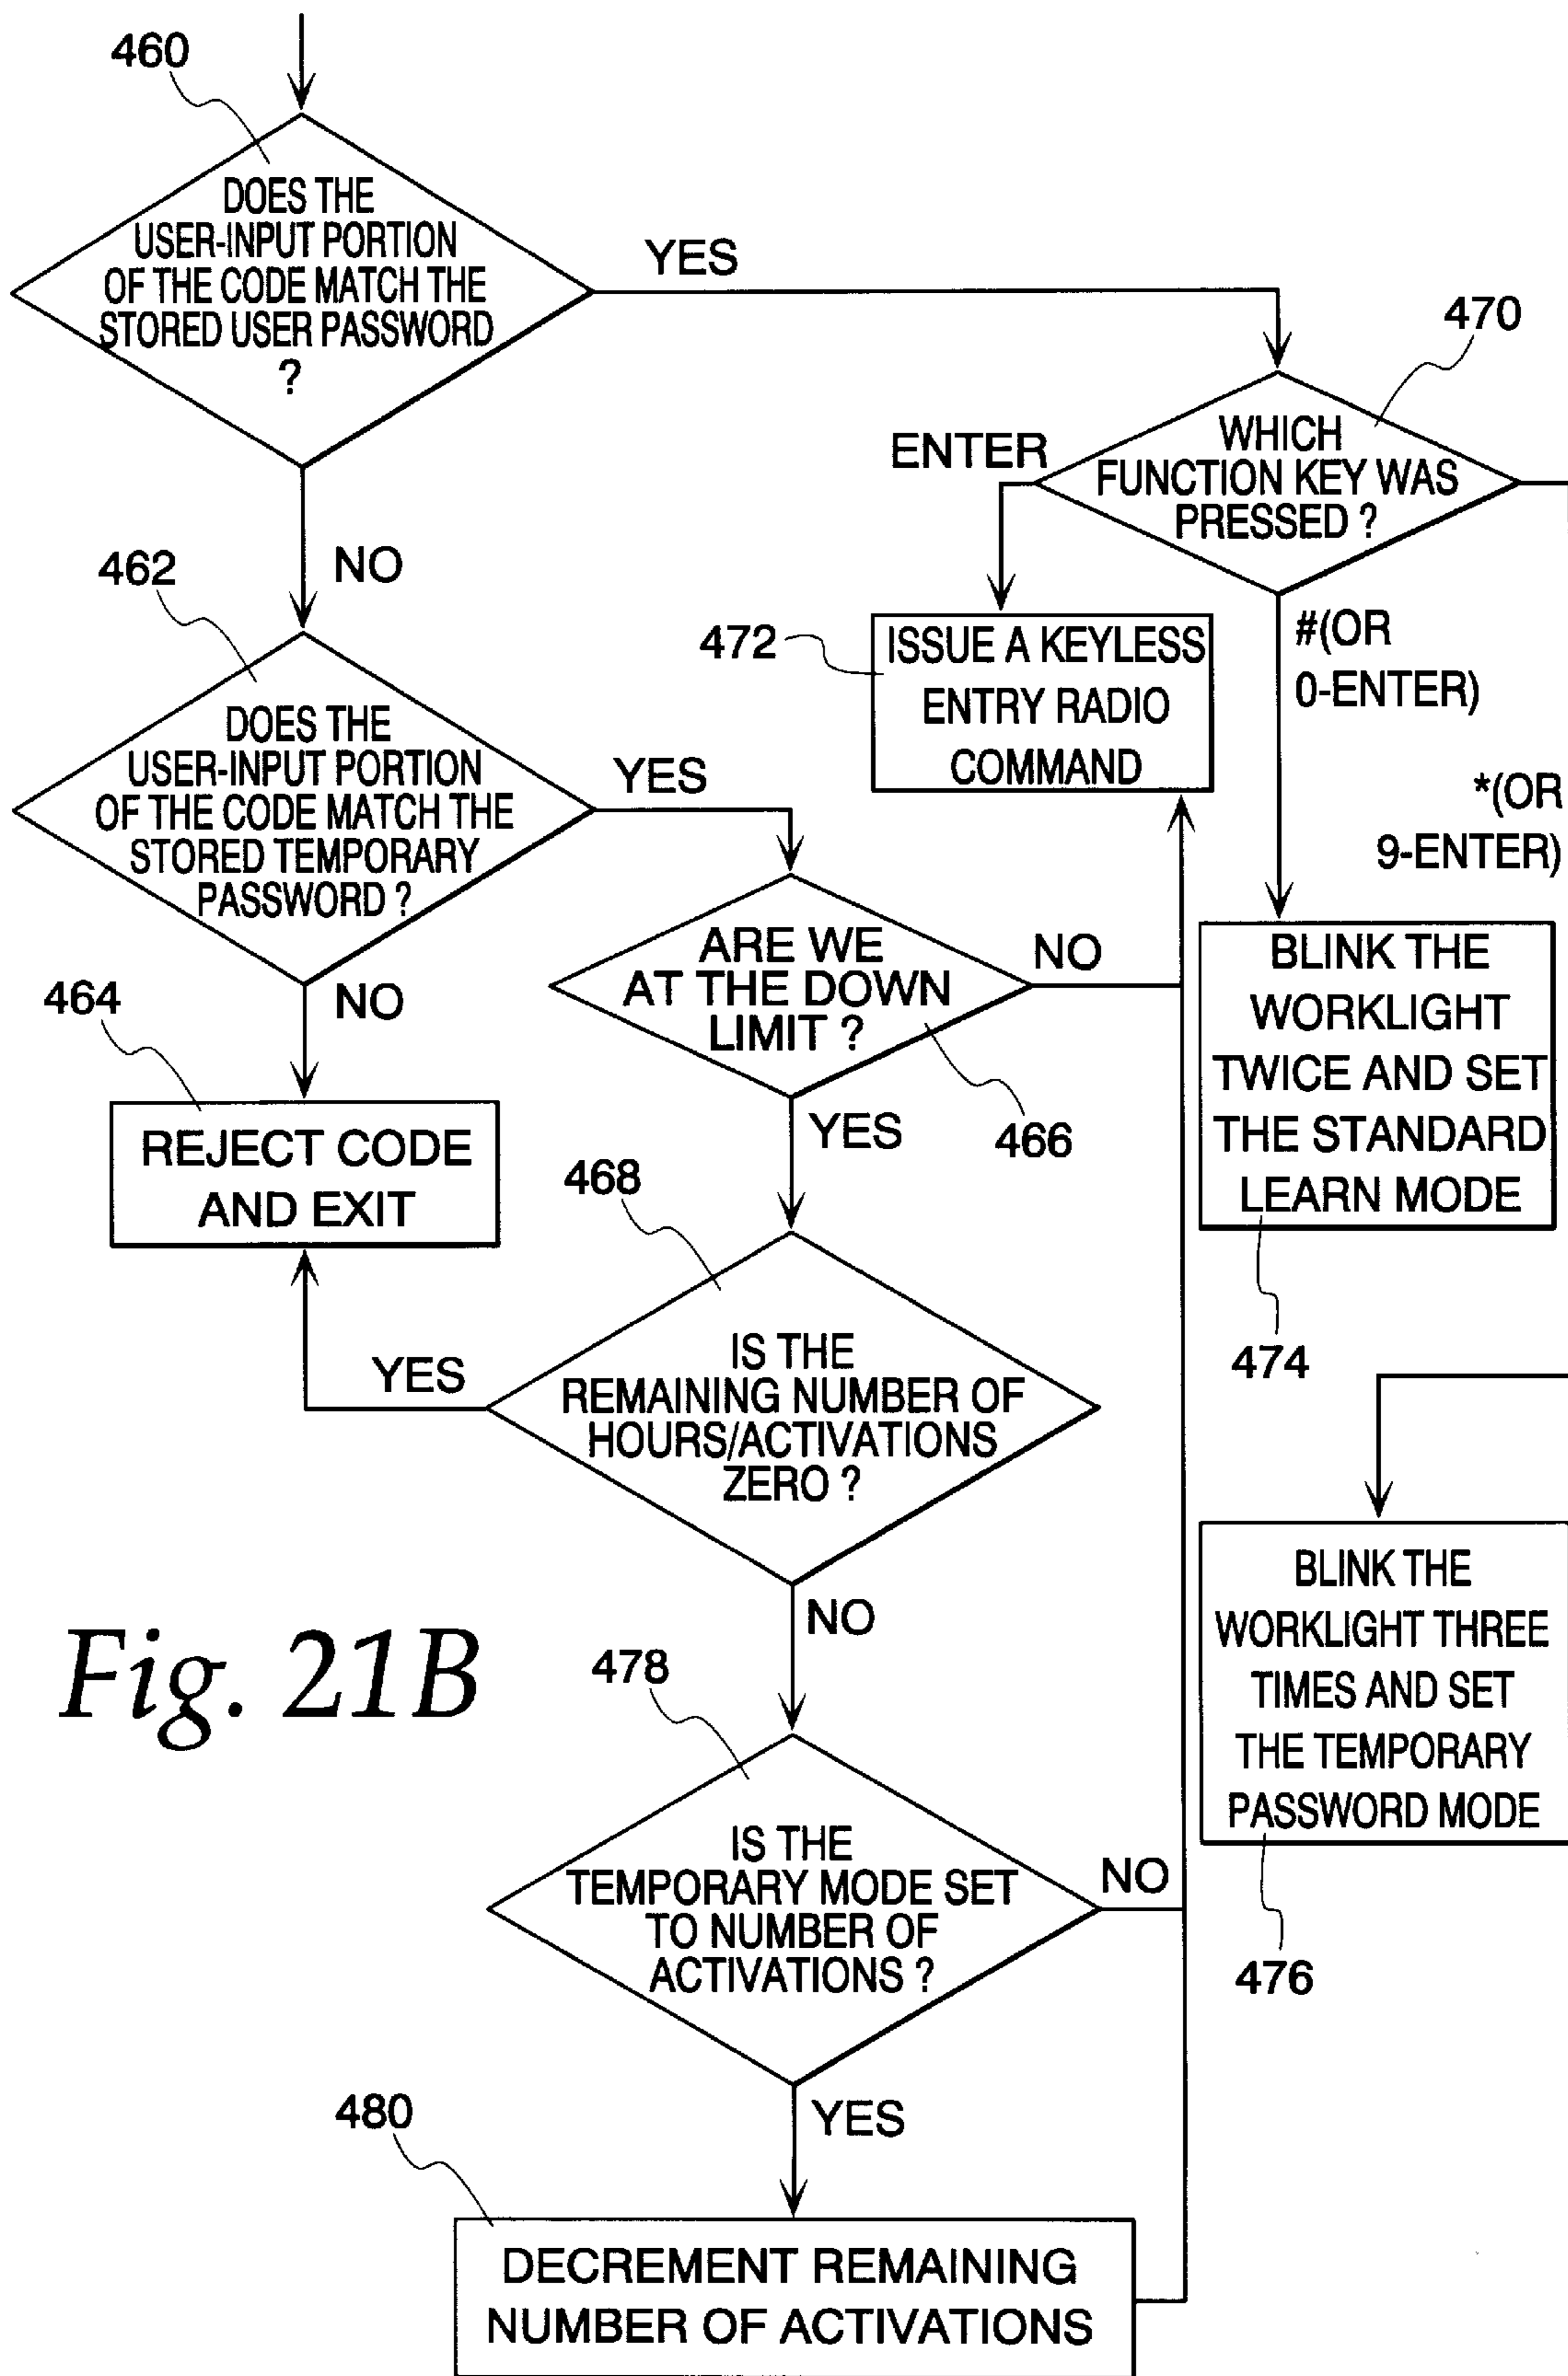 460
DOES THE
USER-INPUT PORTION
OF THE CODE MATCH THE
STORED USER PASSWORD
?
YES
NO
470
WHICH
FUNCTION KEY WAS
PRESSED ?
ENTER
#(OR
0-ENTER)
*(OR
9-ENTER)
472
ISSUE A KEYLESS
ENTRY RADIO
COMMAND
462
DOES THE
USER-INPUT PORTION
OF THE CODE MATCH THE
STORED TEMPORARY
PASSWORD ?
YES
NO
464
REJECT CODE
AND EXIT
ARE WE
AT THE DOWN
LIMIT ?
NO
YES
466
BLINK THE
WORKLIGHT
TWICE AND SET
THE STANDARD
LEARN MODE
474
468
IS THE
REMAINING NUMBER OF
HOURS/ACTIVATIONS
ZERO ?
YES
NO
BLINK THE
WORKLIGHT THREE
TIMES AND SET
THE TEMPORARY
PASSWORD MODE
476
Fig. 21B
478
IS THE
TEMPORARY MODE SET
TO NUMBER OF
ACTIVATIONS ?
NO
YES
480
DECREMENT REMAINING
NUMBER OF ACTIVATIONS